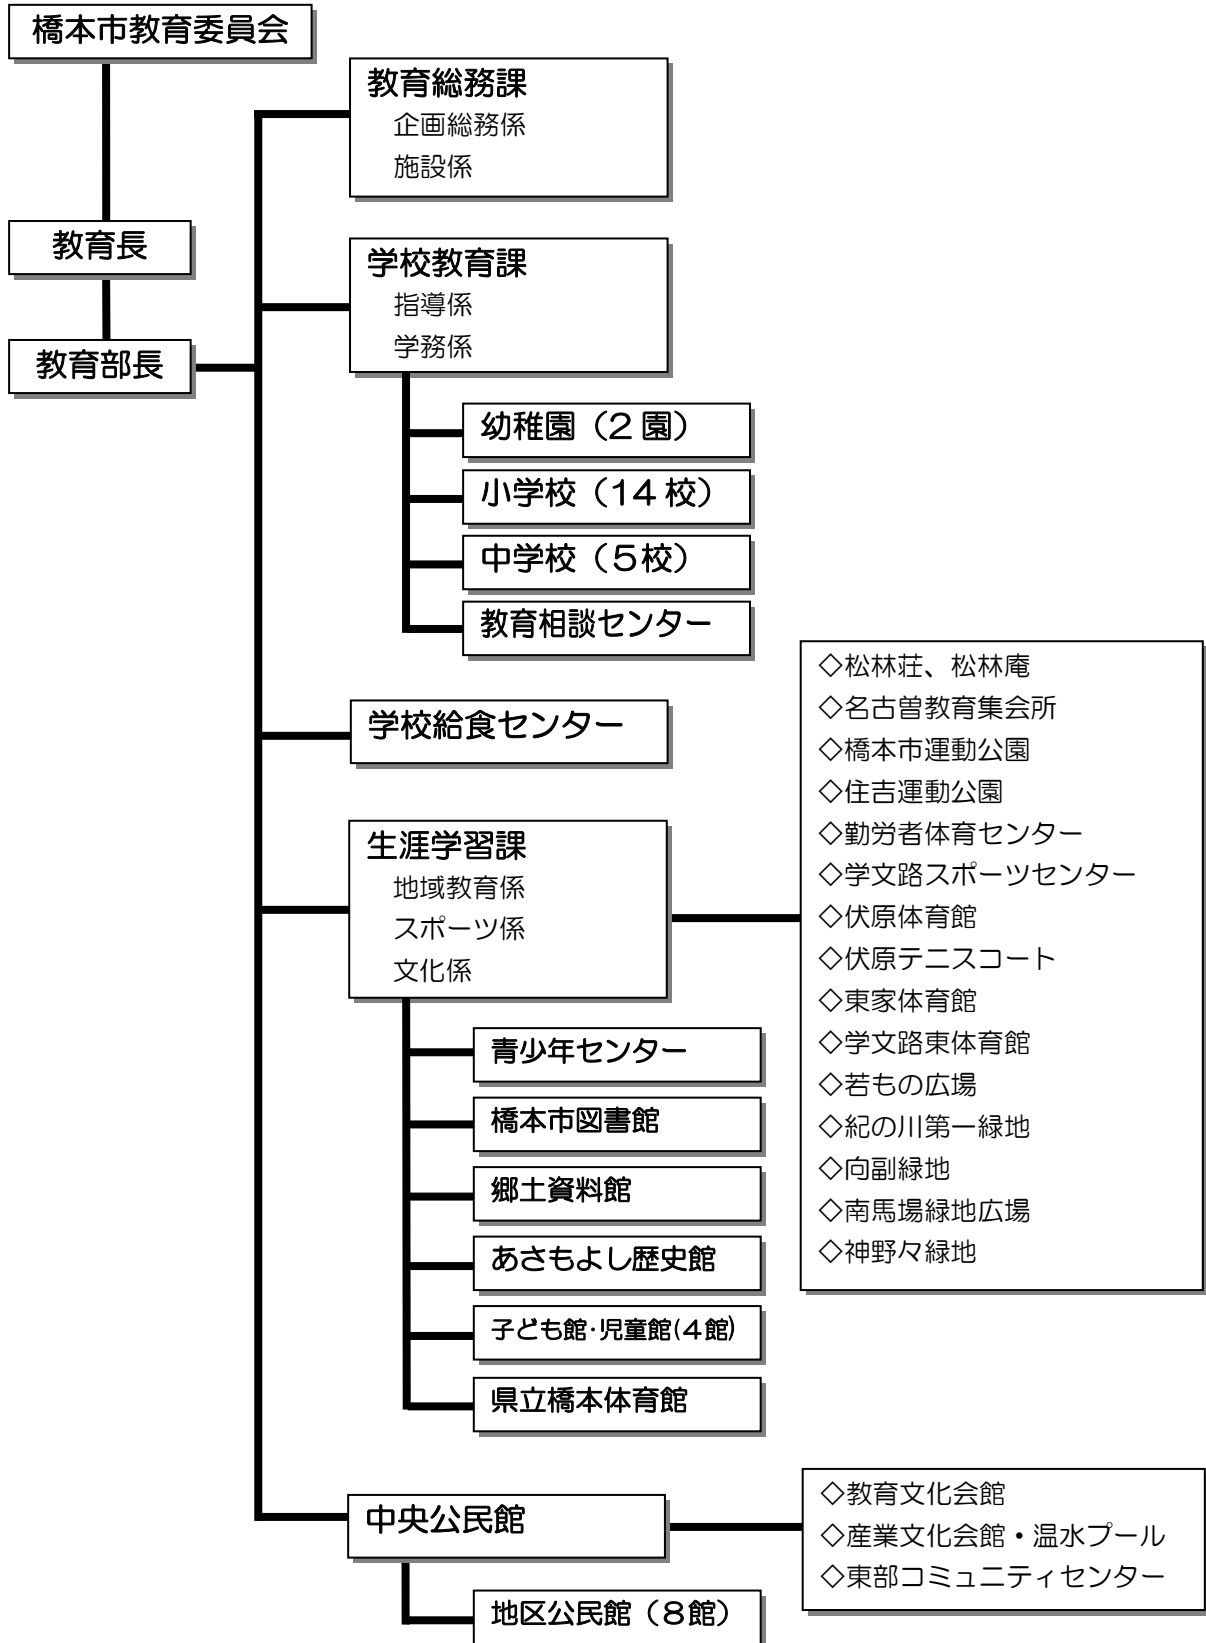 橋本市教育委員会
教育長
教育部長
教育総務課
企画総務係
施設係
学校教育課
指導係
学務係
幼稚園（２園）
小学校（14 校）
中学校（５校）
教育相談センター
学校給食センター
生涯学習課
地域教育係
スポーツ係
文化係
◇松林荘、松林庵
◇名古曽教育集会所
◇橋本市運動公園
◇住吉運動公園
◇勤労者体育センター
◇学文路スポーツセンター
◇伏原体育館
◇伏原テニスコート
◇東家体育館
◇学文路東体育館
◇若もの広場
◇紀の川第一緑地
◇向副緑地
◇南馬場緑地広場
◇神野々緑地
青少年センター
橋本市図書館
郷土資料館
あさもよし歴史館
子ども館·児童館(４館)
県立橋本体育館
中央公民館
◇教育文化会館
◇産業文化会館・温水プール
◇東部コミュニティセンター
地区公民館（８館）